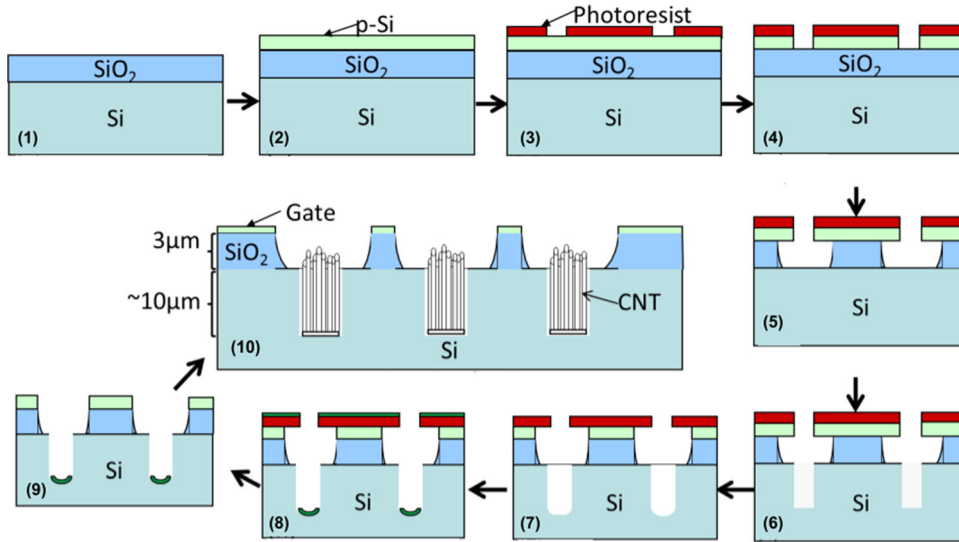 SiO2
Si
(1)
p-Si
SiO2
Si
(2)
Photoresist
SiO2
Si
(3)
SiO2
Si
(4)
Si
(5)
Si
(6)
Si
(7)
Si
(8)
Si
(9)
Gate
3μm
SiO2
~10μm
CNT
Si
(10)